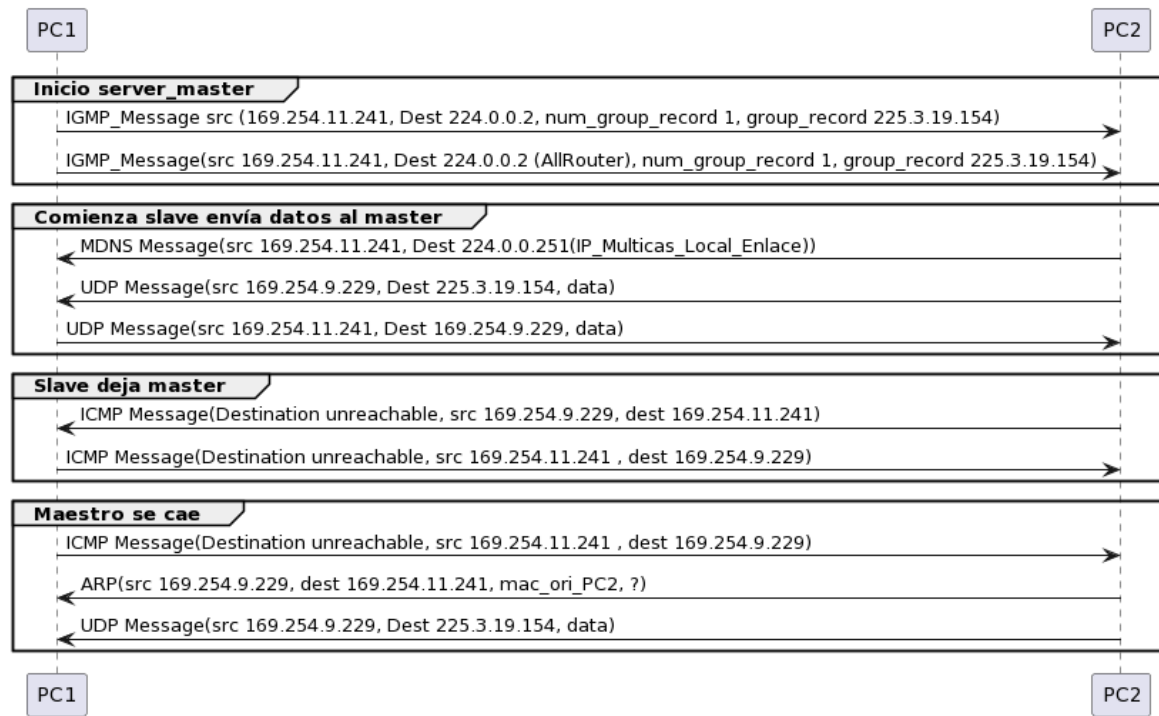 PC1
PC2
Inicio server_master
IGMP_Message src (169.254.11.241, Dest 224.0.0.2, num_group_record 1, group_record 225.3.19.154)
IGMP_Message(src 169.254.11.241, Dest 224.0.0.2 (AllRouter), num_group_record 1, group_record 225.3.19.154)
Comienza slave envía datos al master
MDNS Message(src 169.254.11.241, Dest 224.0.0.251(IP_Multicas_Local_Enlace))
UDP Message(src 169.254.9.229, Dest 225.3.19.154, data)
UDP Message(src 169.254.11.241, Dest 169.254.9.229, data)
Slave deja master
ICMP Message(Destination unreachable, src 169.254.9.229, dest 169.254.11.241)
ICMP Message(Destination unreachable, src 169.254.11.241 , dest 169.254.9.229)
Maestro se cae
ICMP Message(Destination unreachable, src 169.254.11.241 , dest 169.254.9.229)
ARP(src 169.254.9.229, dest 169.254.11.241, mac_ori_PC2, ?)
UDP Message(src 169.254.9.229, Dest 225.3.19.154, data)
PC1
PC2